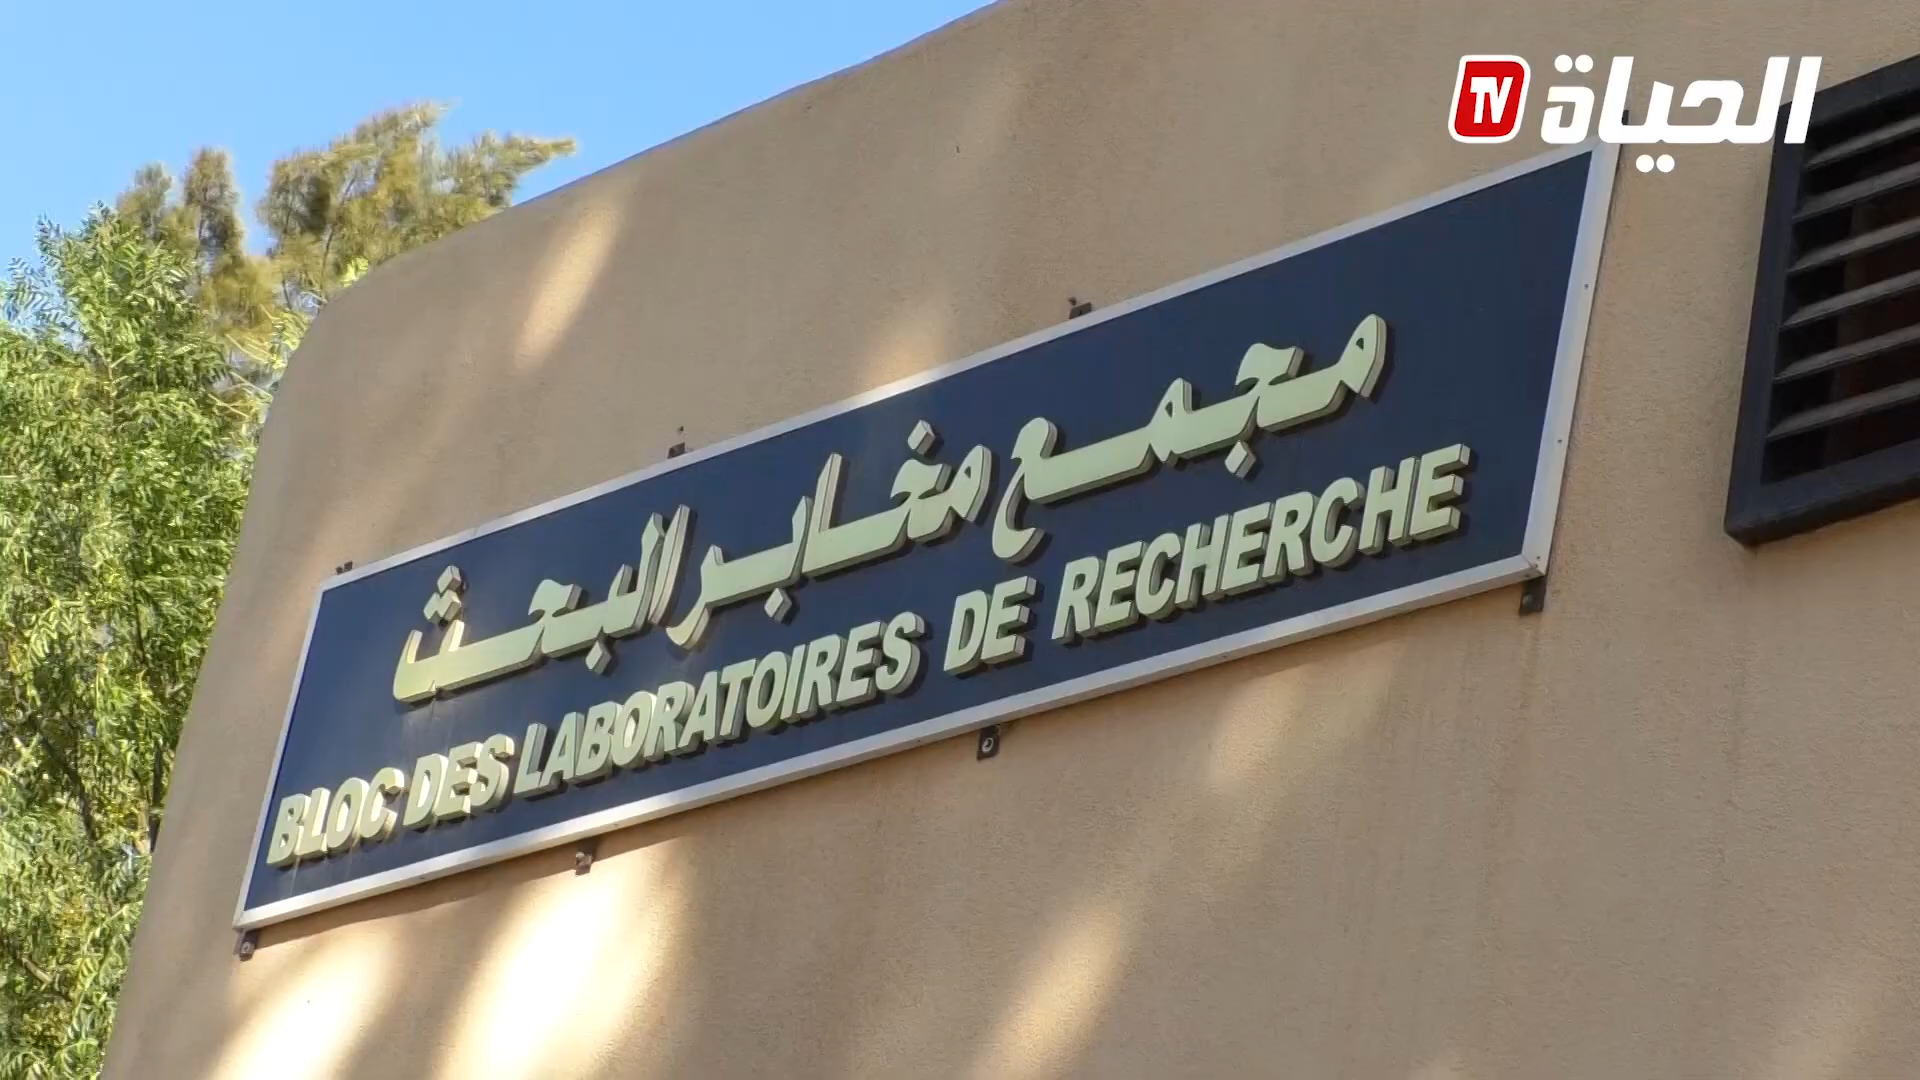 الحياة TV
مجمع مخابر البحث
BLOC DES LABORATOIRES DE RECHERCHE